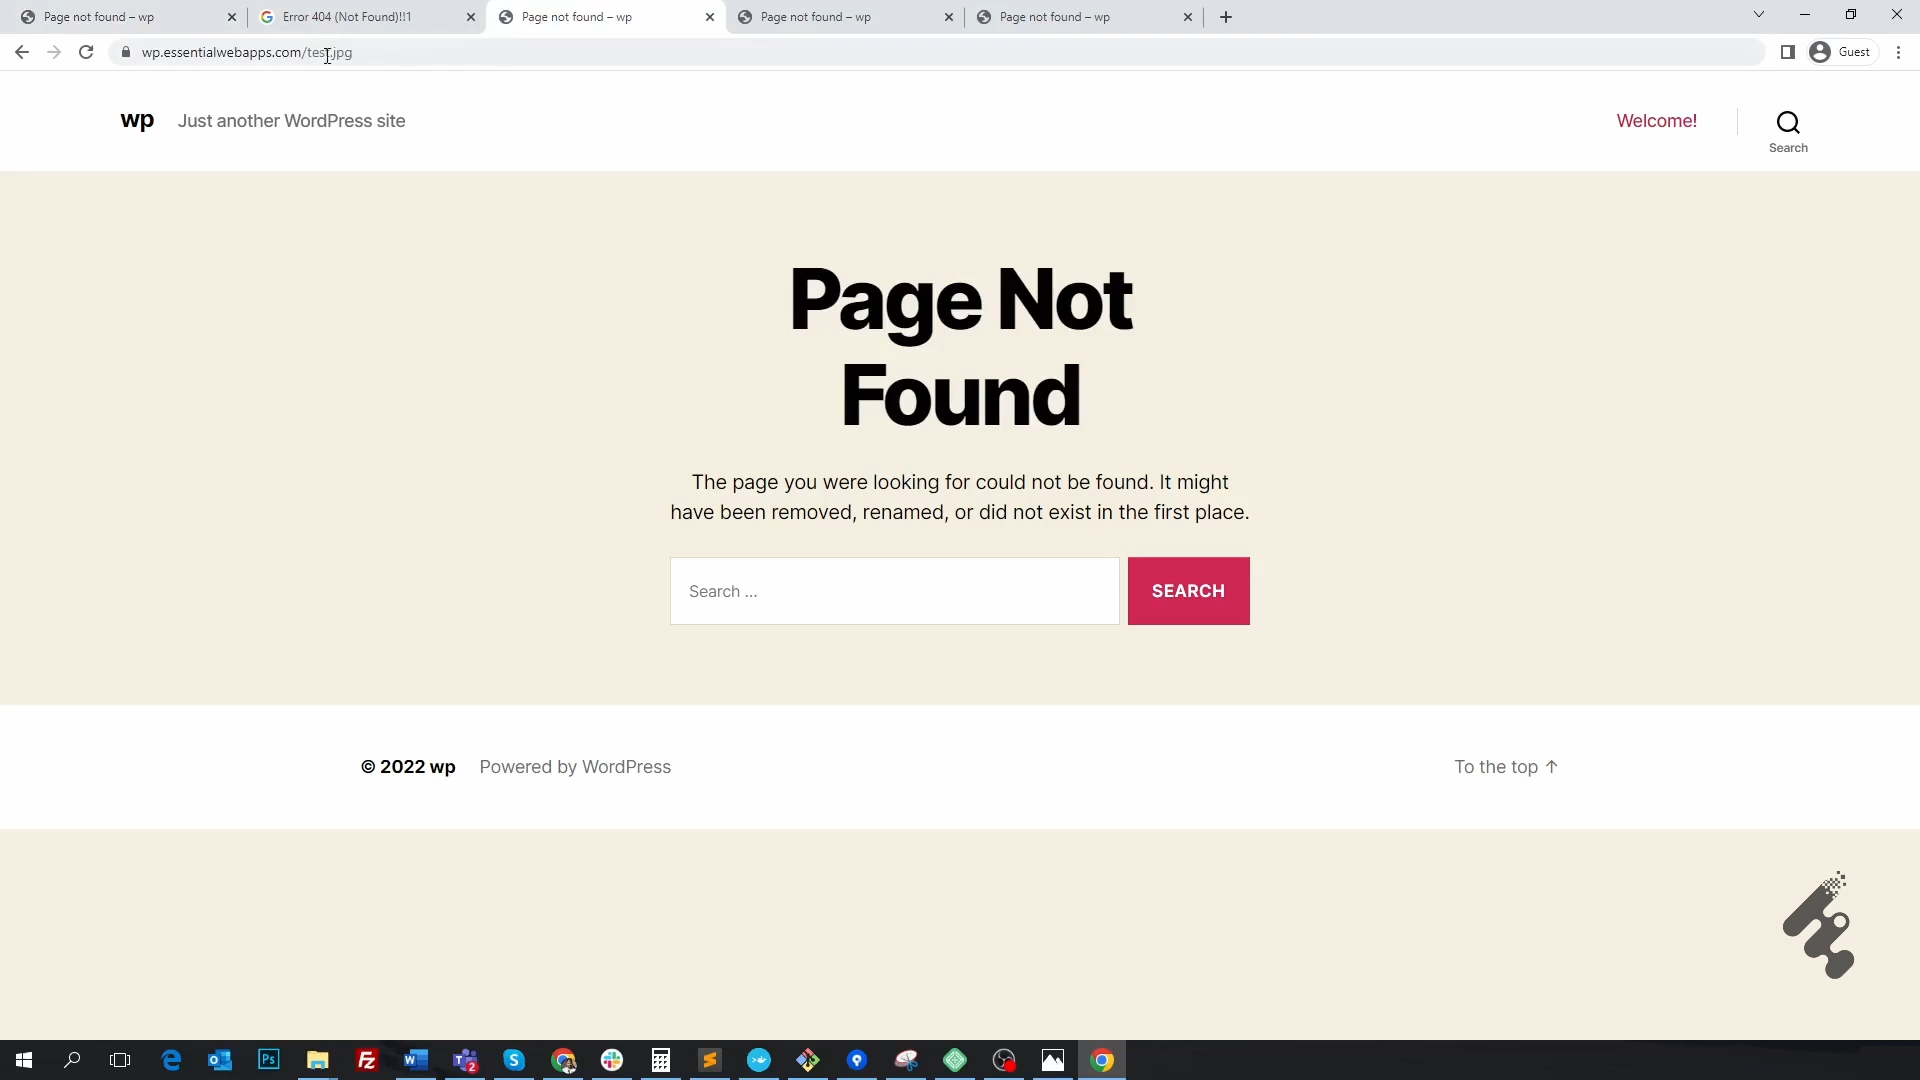 Page not found – wp
Error 404 (Not Found)!!1
Page not found – wp
Page not found – wp
Page not found – wp
wp.essentialwebapps.com/test.jpg
Guest
wp
Just another WordPress site
Welcome!
Search
Page Not
Found
The page you were looking for could not be found. It might
have been removed, renamed, or did not exist in the first place.
Search …
SEARCH
© 2022 wp
Powered by WordPress
To the top ↑